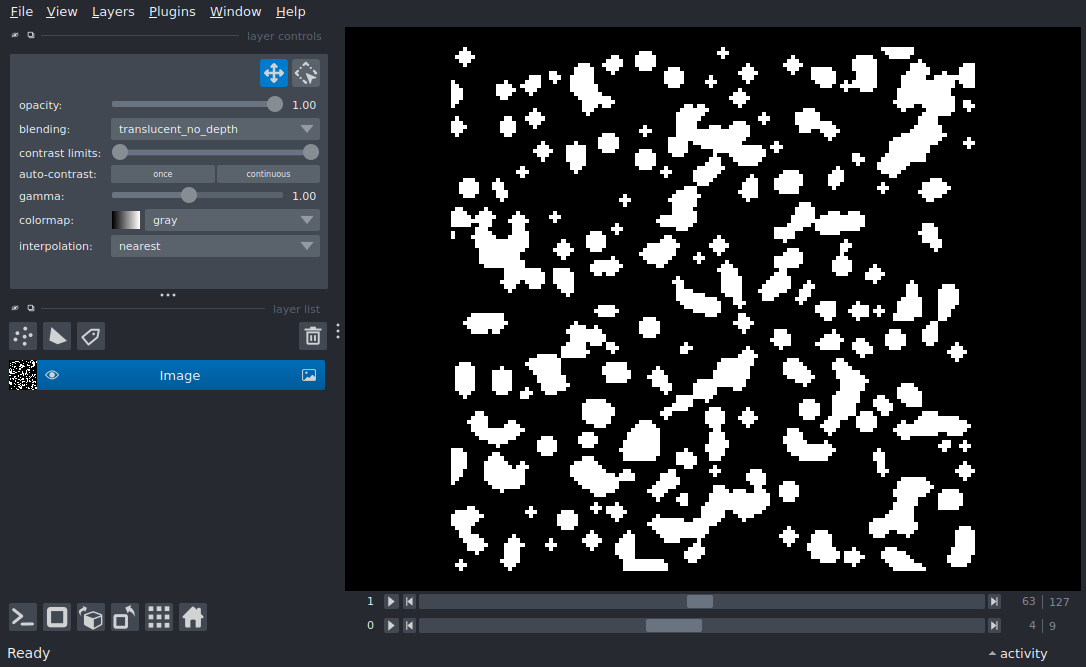 File View Layers Plugins Window Help
layer controls
opacity: 1.00
blending: translucent_no_depth
contrast limits:
auto-contrast: once continuous
gamma: 1.00
colormap: gray
interpolation: nearest
layer list
Image
1 63 127
0 4 9
Ready activity